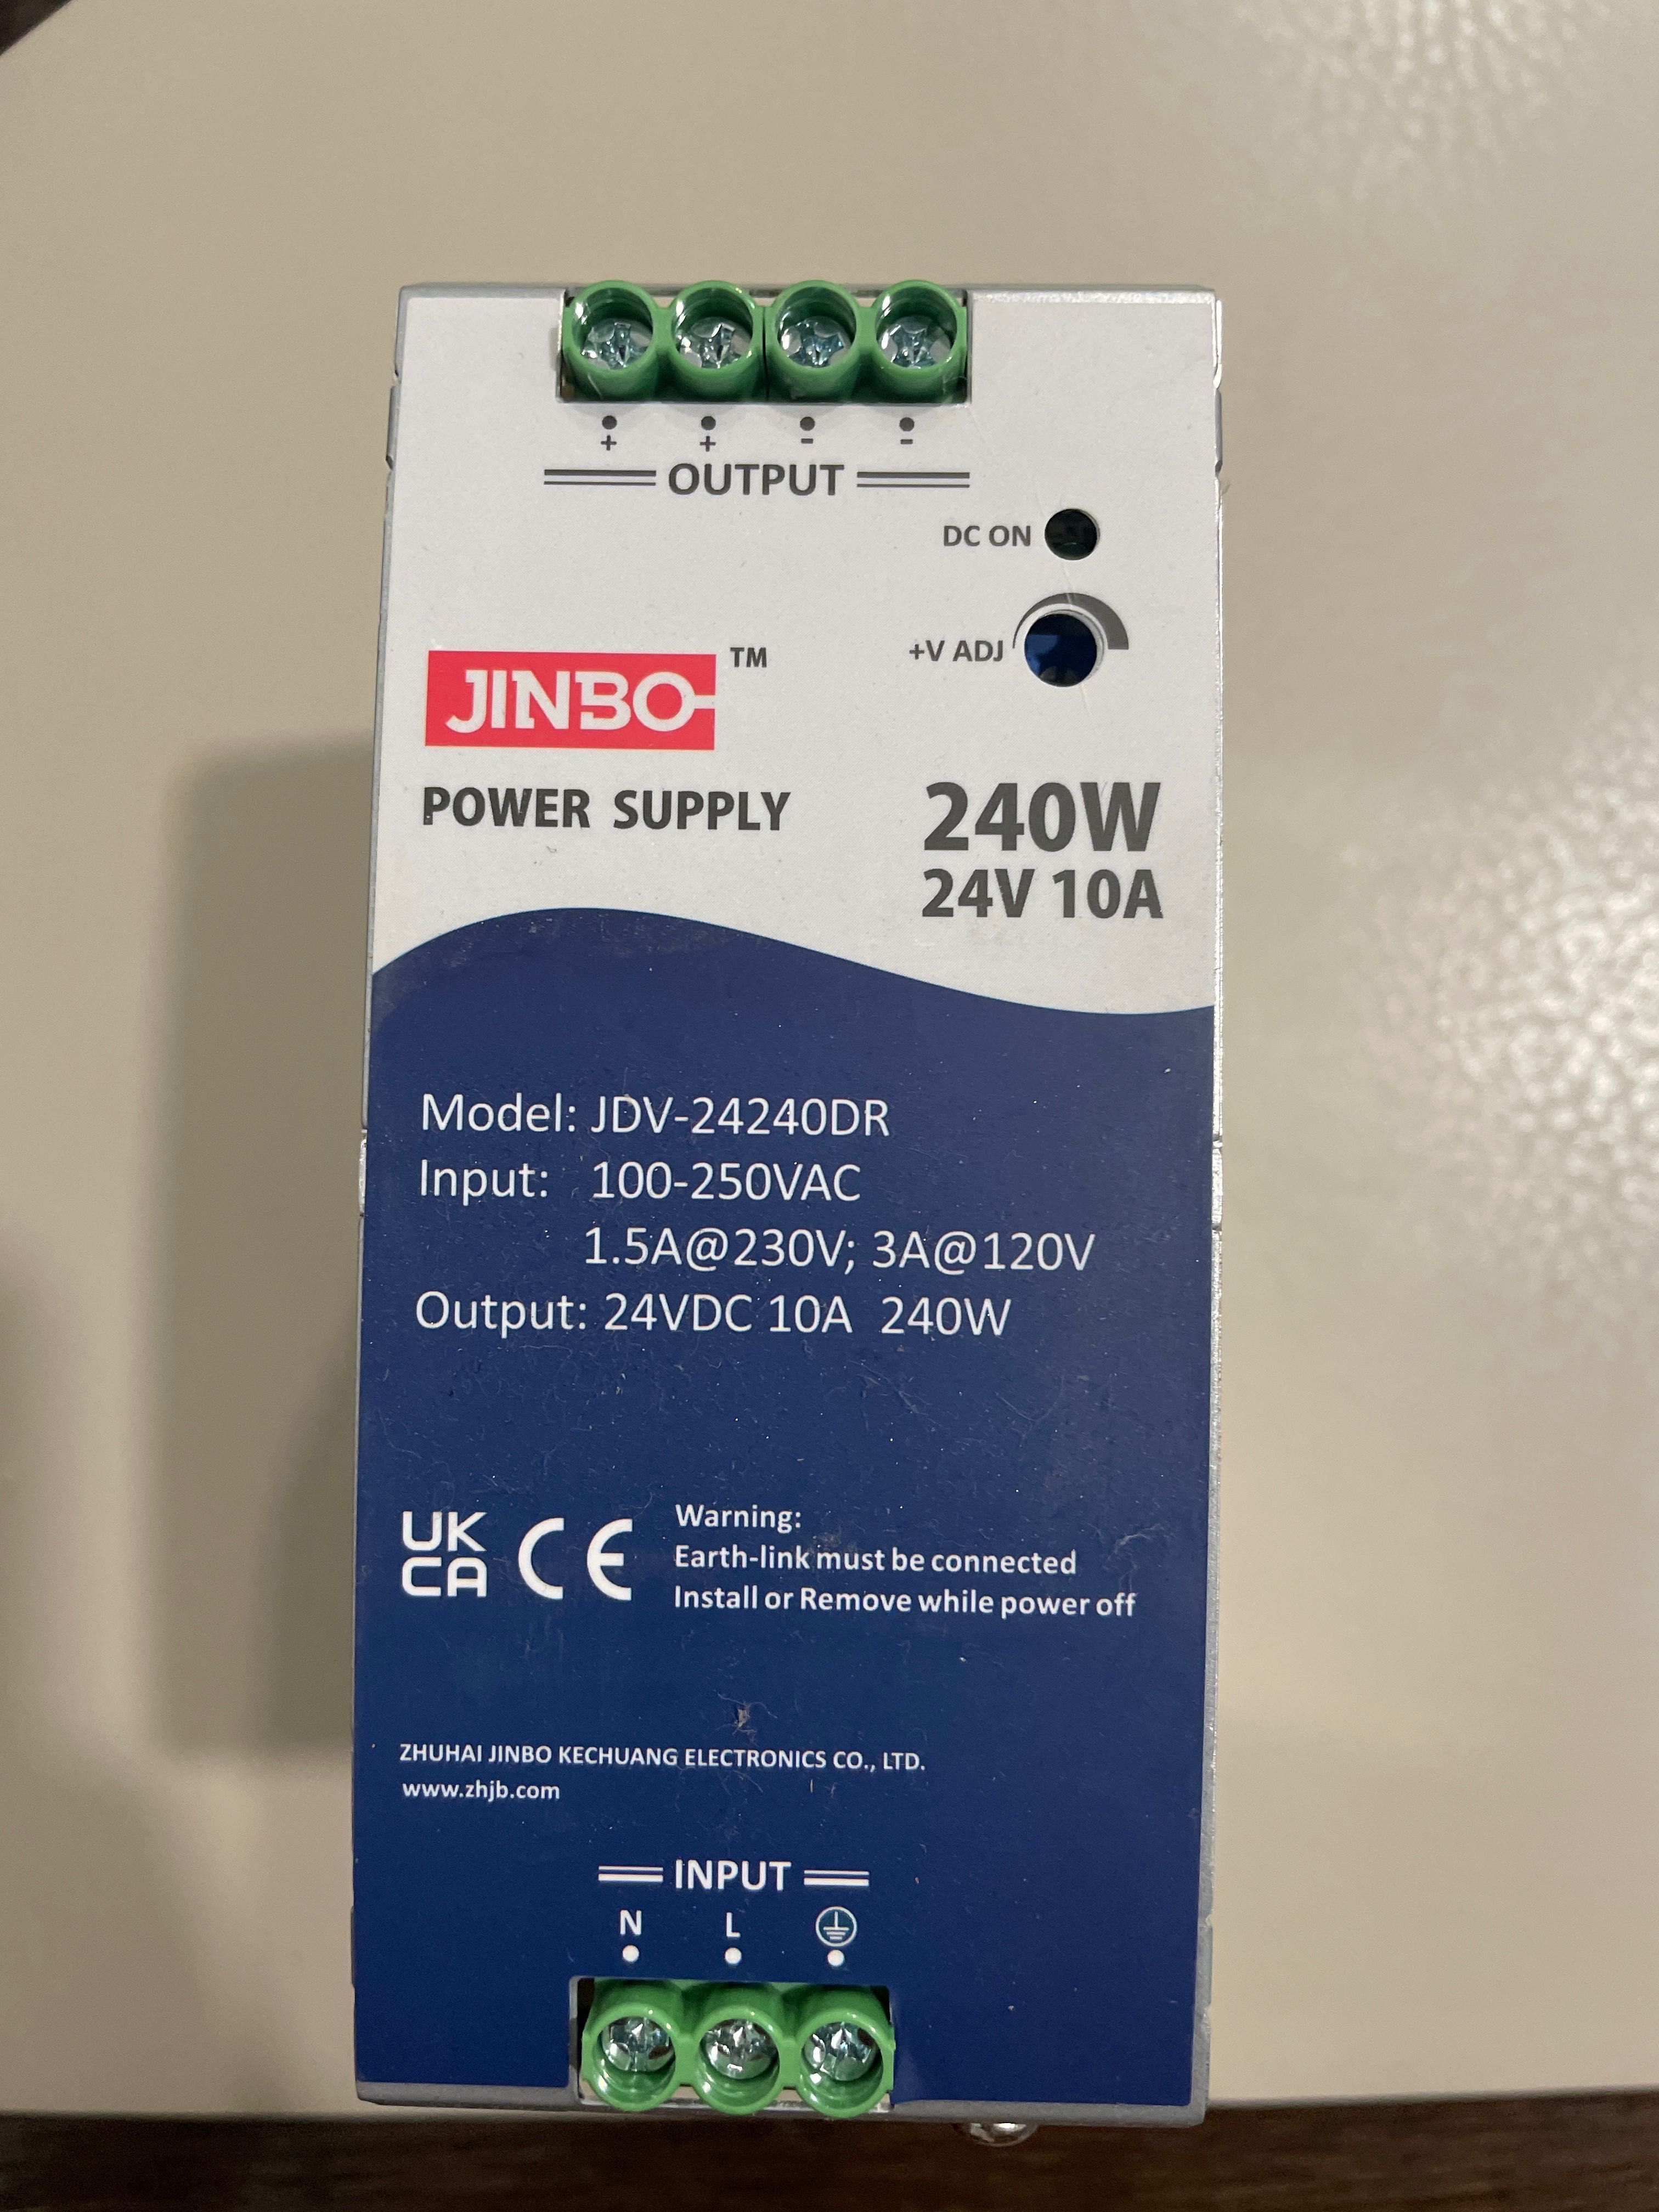 + + - -
OUTPUT
DC ON
+V ADJ
JINBO TM
POWER SUPPLY
240W
24V 10A
Model: JDV-24240DR
Input: 100-250VAC
1.5A@230V; 3A@120V
Output: 24VDC 10A 240W
UK
CA
CE
Warning:
Earth-link must be connected
Install or Remove while power off
ZHUHAI JINBO KECHUANG ELECTRONICS CO., LTD.
www.zhjb.com
INPUT
N L